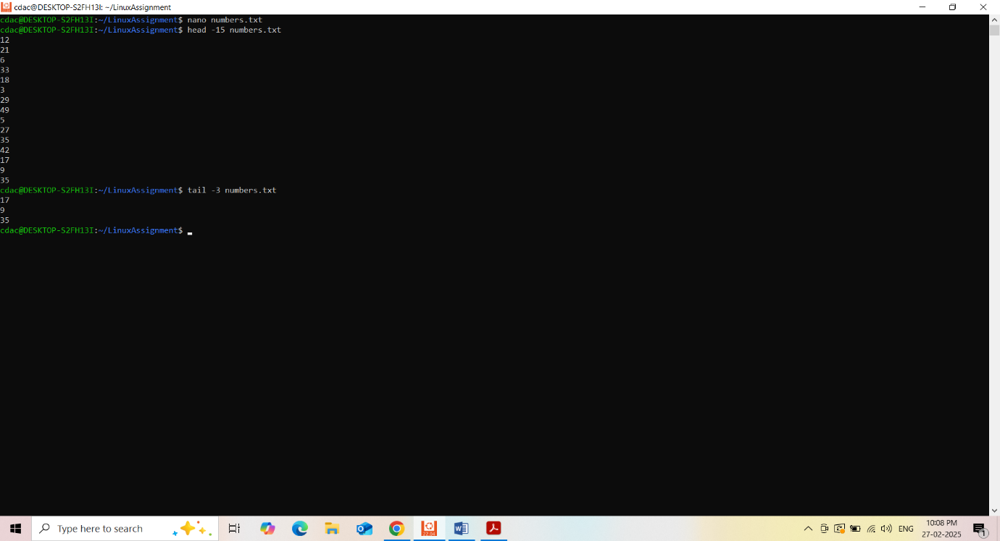 cdac@DESKTOP-S2FH13I: ~/LinuxAssignment
cdac@DESKTOP-S2FH13I:~/LinuxAssignment$ nano numbers.txt
cdac@DESKTOP-S2FH13I:~/LinuxAssignment$ head -15 numbers.txt
12
21
6
33
18
3
29
49
5
27
35
42
17
9
35
cdac@DESKTOP-S2FH13I:~/LinuxAssignment$ tail -3 numbers.txt
17
9
35
cdac@DESKTOP-S2FH13I:~/LinuxAssignment$
Type here to search
22.04
ENG
10:08 PM
27-02-2025
1